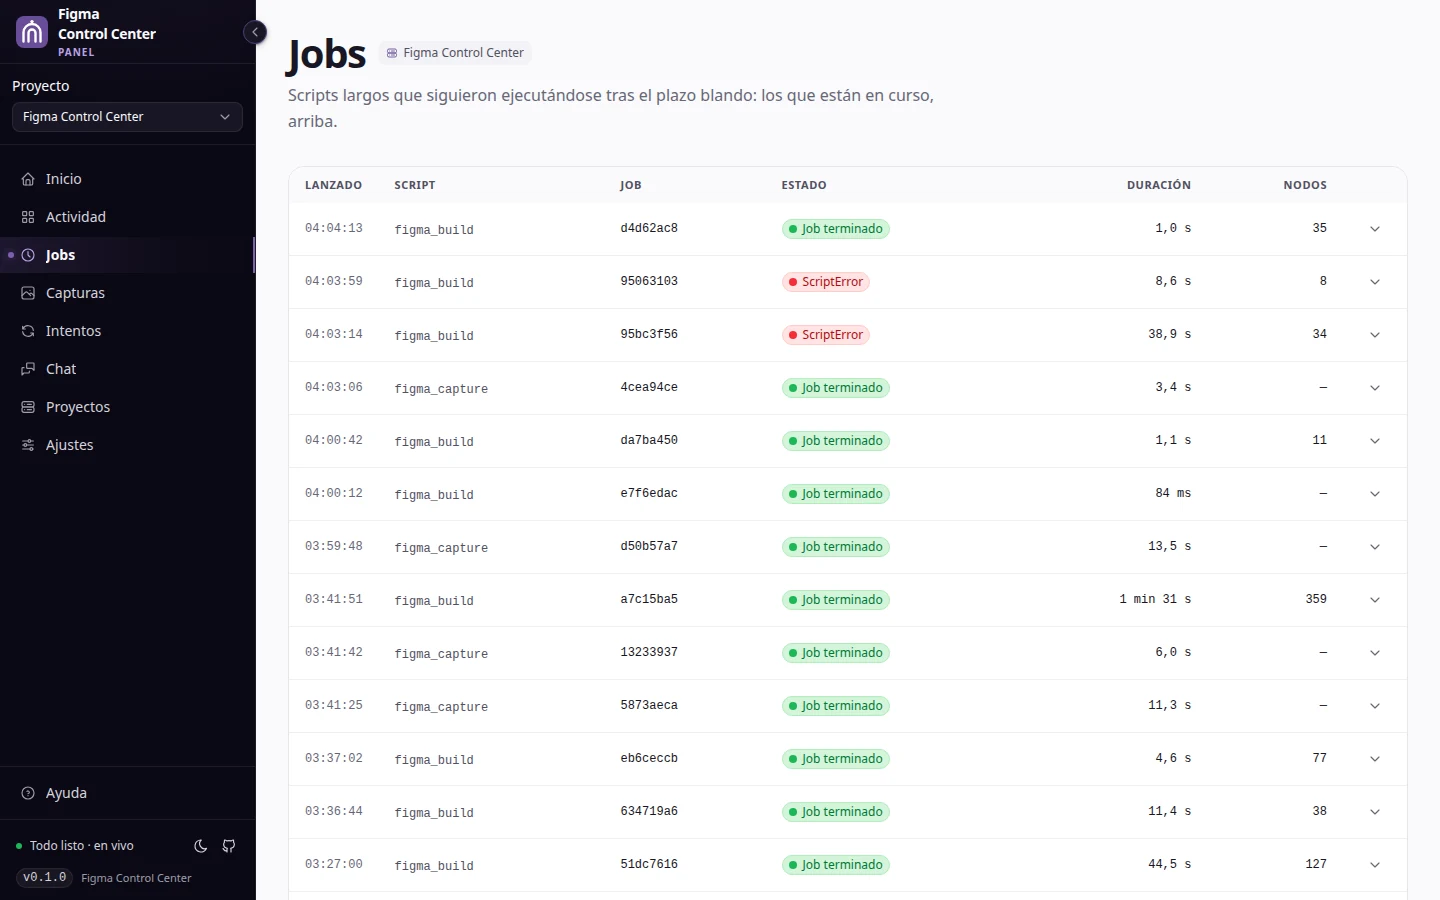 Figma
Control Center
PANEL
Proyecto
Figma Control Center
Inicio
Actividad
Jobs
Capturas
Intentos
Chat
Proyectos
Ajustes
Ayuda
Todo listo · en vivo
v0.1.0 Figma Control Center
Jobs Figma Control Center
Scripts largos que siguieron ejecutándose tras el plazo blando: los que están en curso,
arriba.
LANZADO SCRIPT JOB ESTADO DURACIÓN NODOS
04:04:13 figma_build d4d62ac8 Job terminado 1,0 s 35
03:59 figma_build 95063103 ScriptError 8,6 s 8
04:03:14 figma_build 95bc3f56 ScriptError 38,9 s 34
04:03:06 figma_capture 4cea94ce Job terminado 3,4 s —
04:00:42 figma_build da7ba450 Job terminado 1,1 s 11
04:00:12 figma_build e7f6edac Job terminado 84 ms —
03:59:48 figma_capture d50b57a7 Job terminado 13,5 s —
03:41:51 figma_build a7c15ba5 Job terminado 1 min 31 s 359
03:41:42 figma_capture 13233937 Job terminado 6,0 s —
03:41:25 figma_capture 5873aeca Job terminado 11,3 s —
03:37:02 figma_build eb6ceccb Job terminado 4,6 s 77
03:36:44 figma_build 634719a6 Job terminado 11,4 s 38
03:27:00 figma_build 51dc7616 Job terminado 44,5 s 127